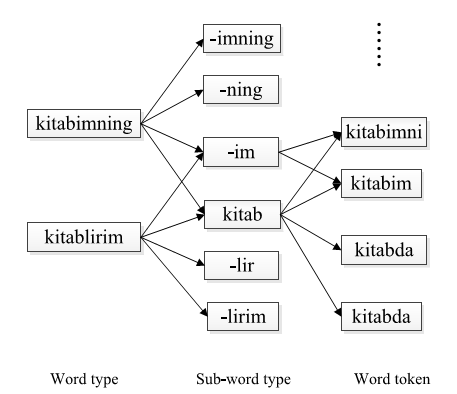 -imning
-ning
kitabimning
-im
kitabimni
kitabim
kitab
kitablirim
kitabda
-lir
-lirim
kitabda
Word type
Sub-word type
Word token